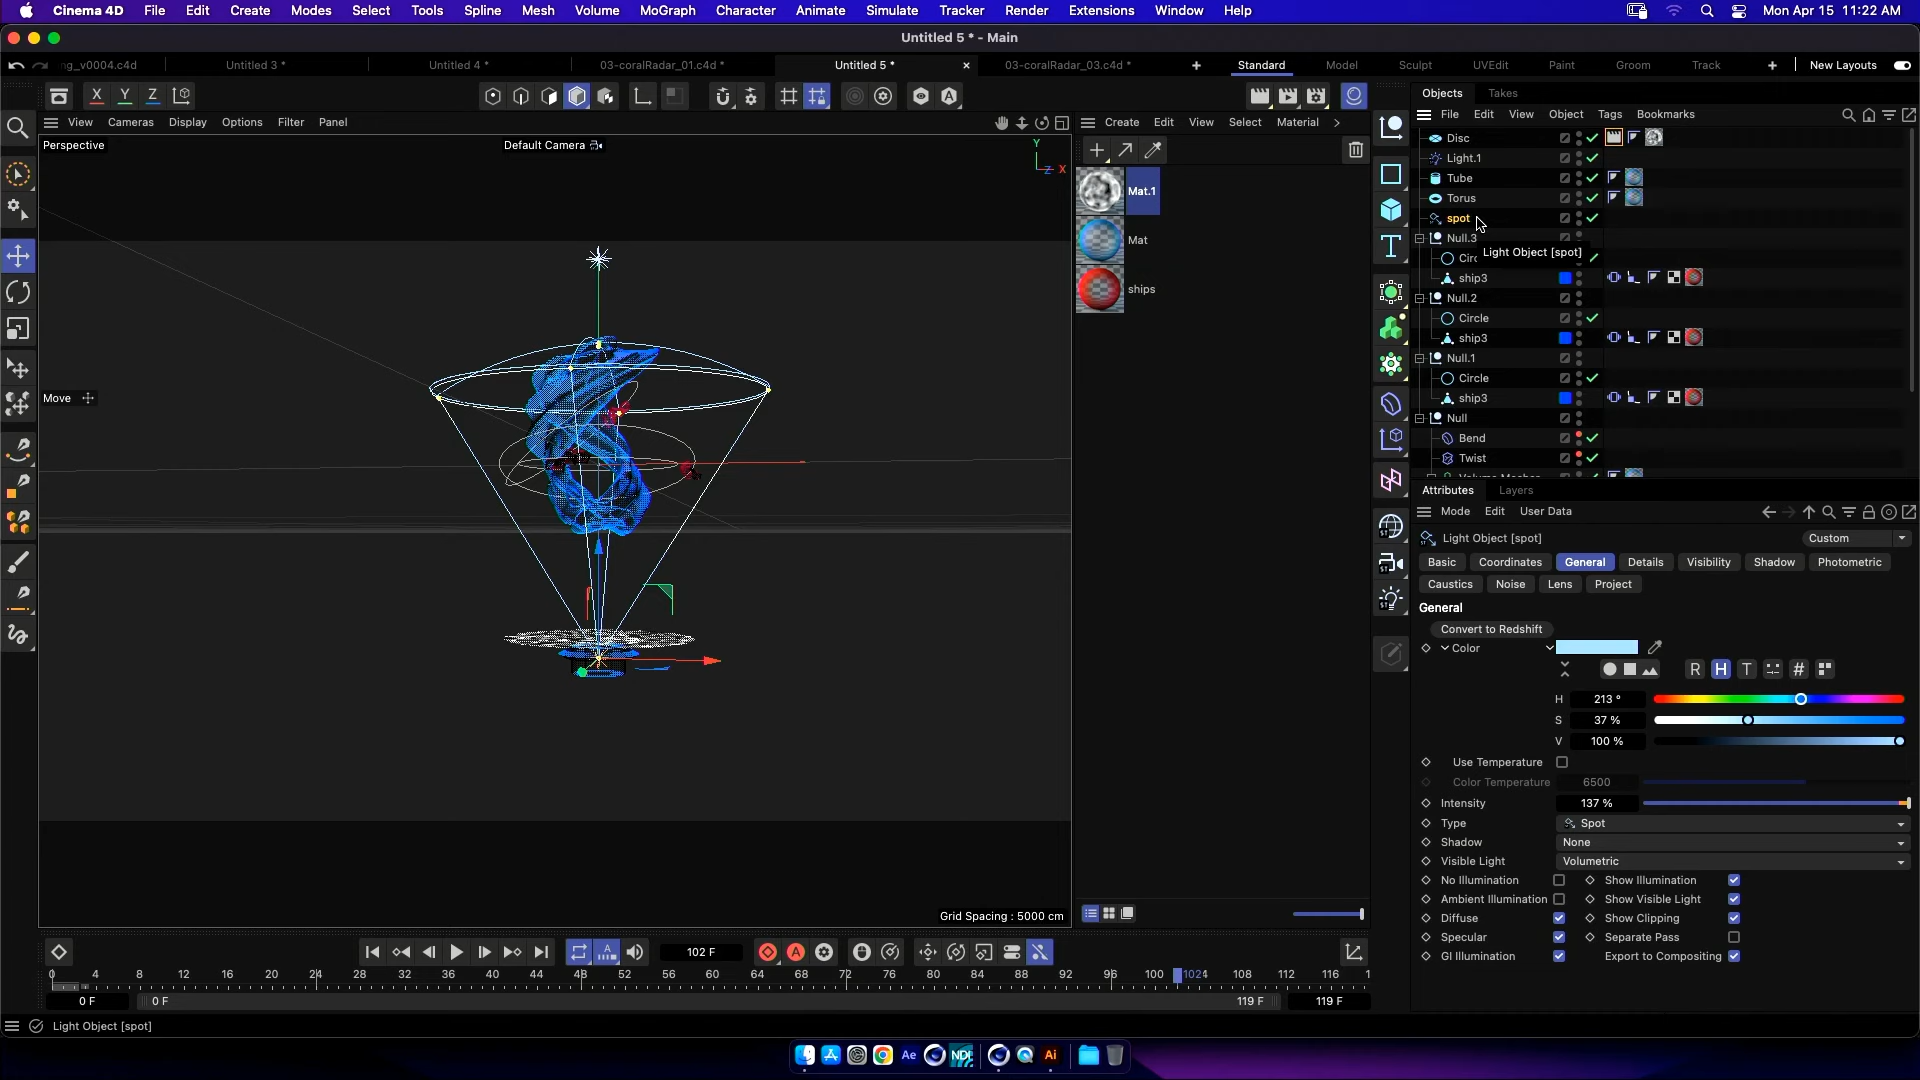 Cinema 4D File Edit Create Modes Select Tools Spline Mesh Volume MoGraph Character Animate Simulate Tracker Render Extensions Window Help Mon Apr 15 11:22 AM
Untitled 5 * - Main
ng_v0004.c4d Untitled 3 * Untitled 4 * 03-coralRadar_01.c4d * Untitled 5 * × 03-coralRadar_03.c4d * + Standard Model Sculpt UVEdit Paint Groom Track + New Layouts
X Y Z
Objects Takes
File Edit View Object Tags Bookmarks
View Cameras Display Options Filter Panel
Create Edit View Select Material
Perspective
Default Camera
Y
Z X
Mat.1
Mat
ships
Move
Grid Spacing : 5000 cm
Disc
Light.1
Tube
Torus
spot
Null.3
Circ
Light Object [spot]
ship3
Null.2
Circle
ship3
Null.1
Circle
ship3
Null
Bend
Twist
Attributes Layers
Mode Edit User Data
Light Object [spot] Custom
Basic Coordinates General Details Visibility Shadow Photometric
Caustics Noise Lens Project
General
Convert to Redshift
Color
R H T #
H 213 °
S 37 %
V 100 %
Use Temperature
Color Temperature 6500
Intensity 137 %
Type Spot
Shadow None
Visible Light Volumetric
No Illumination Show Illumination
Ambient Illumination Show Visible Light
Diffuse Show Clipping
Specular Separate Pass
GI Illumination Export to Compositing
102 F
0 4 8 12 16 20 24 28 32 36 40 44 48 52 56 60 64 68 72 76 80 84 88 92 96 100 102 108 112 116 1
0 F 0 F 119 F 119 F
Light Object [spot]
Ae NDI Ai